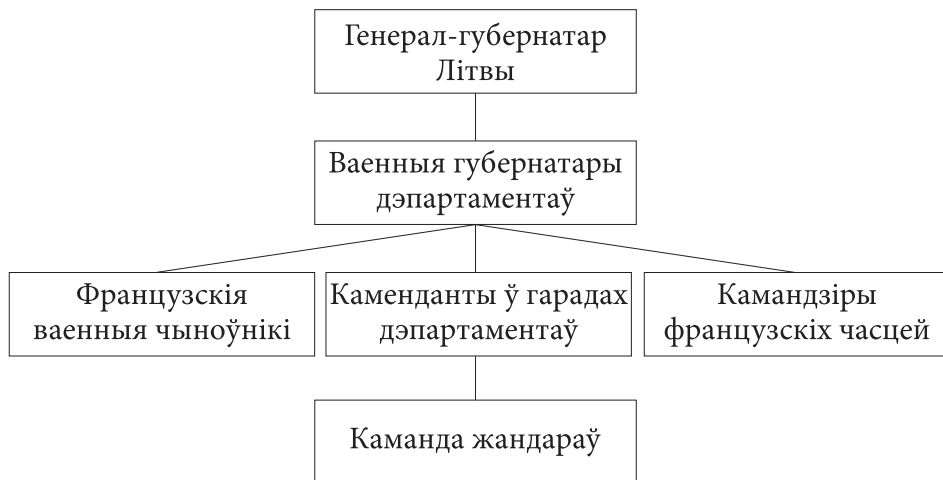 Генерал-губернатар
Літвы
Ваенныя губернатары
дэпартаментаў
Французскія
ваенныя чыноўнікі
Каменданты ў гарадах
дэпартаментаў
Камандзіры
французскіх часцей
Каманда жандараў